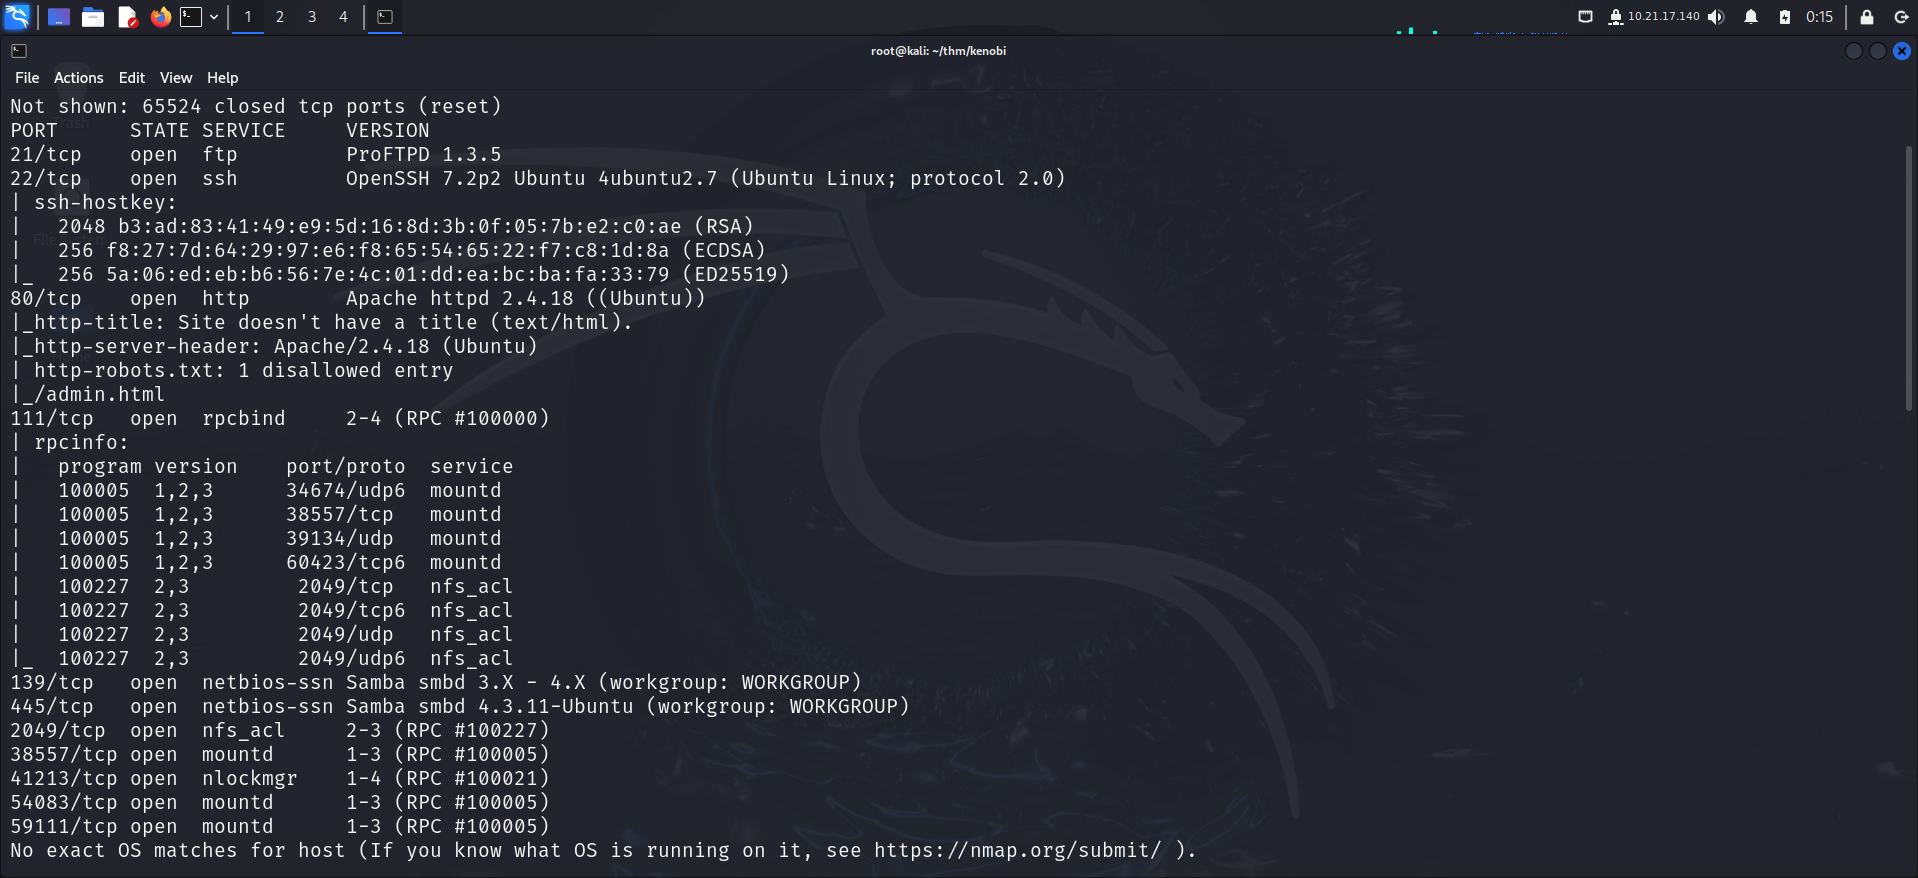 1 2 3 4 10.21.17.140 0:15
root@kali: ~/thm/kenobi
File Actions Edit View Help
Not shown: 65524 closed tcp ports (reset)
PORT      STATE SERVICE     VERSION
21/tcp    open  ftp         ProFTPD 1.3.5
22/tcp    open  ssh         OpenSSH 7.2p2 Ubuntu 4ubuntu2.7 (Ubuntu Linux; protocol 2.0)
| ssh-hostkey:
|   2048 b3:ad:83:41:49:e9:5d:16:8d:3b:0f:05:7b:e2:c0:ae (RSA)
|   256 f8:27:7d:64:29:97:e6:f8:65:54:65:22:f7:c8:1d:8a (ECDSA)
|_  256 5a:06:ed:eb:b6:56:7e:4c:01:dd:ea:bc:ba:fa:33:79 (ED25519)
80/tcp    open  http        Apache httpd 2.4.18 ((Ubuntu))
|_http-title: Site doesn't have a title (text/html).
|_http-server-header: Apache/2.4.18 (Ubuntu)
| http-robots.txt: 1 disallowed entry
|_/admin.html
111/tcp   open  rpcbind     2-4 (RPC #100000)
| rpcinfo:
|   program version    port/proto  service
|   100005  1,2,3      34674/udp6  mountd
|   100005  1,2,3      38557/tcp   mountd
|   100005  1,2,3      39134/udp   mountd
|   100005  1,2,3      60423/tcp6  mountd
|   100227  2,3         2049/tcp   nfs_acl
|   100227  2,3         2049/tcp6  nfs_acl
|   100227  2,3         2049/udp   nfs_acl
|_  100227  2,3         2049/udp6  nfs_acl
139/tcp   open  netbios-ssn Samba smbd 3.X - 4.X (workgroup: WORKGROUP)
445/tcp   open  netbios-ssn Samba smbd 4.3.11-Ubuntu (workgroup: WORKGROUP)
2049/tcp  open  nfs_acl     2-3 (RPC #100227)
38557/tcp open  mountd      1-3 (RPC #100005)
41213/tcp open  nlockmgr    1-4 (RPC #100021)
54083/tcp open  mountd      1-3 (RPC #100005)
59111/tcp open  mountd      1-3 (RPC #100005)
No exact OS matches for host (If you know what OS is running on it, see https://nmap.org/submit/ ).